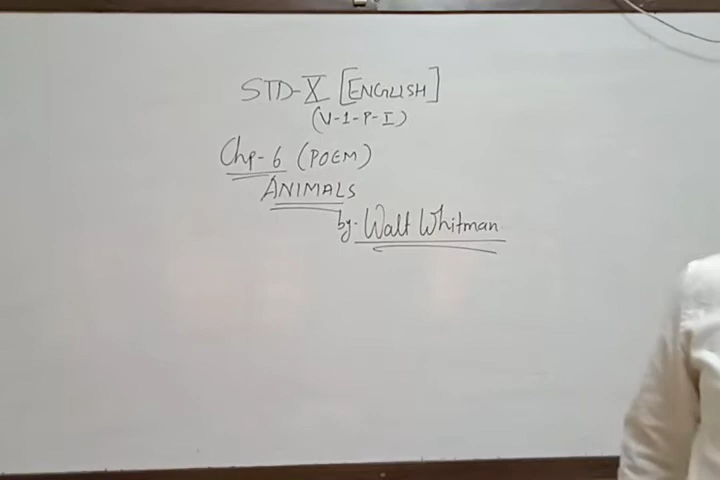 STD-X [ENGLISH]
(V-1-P-I)
Chp-6 (POEM)
ANIMALS
by- Walt Whitman